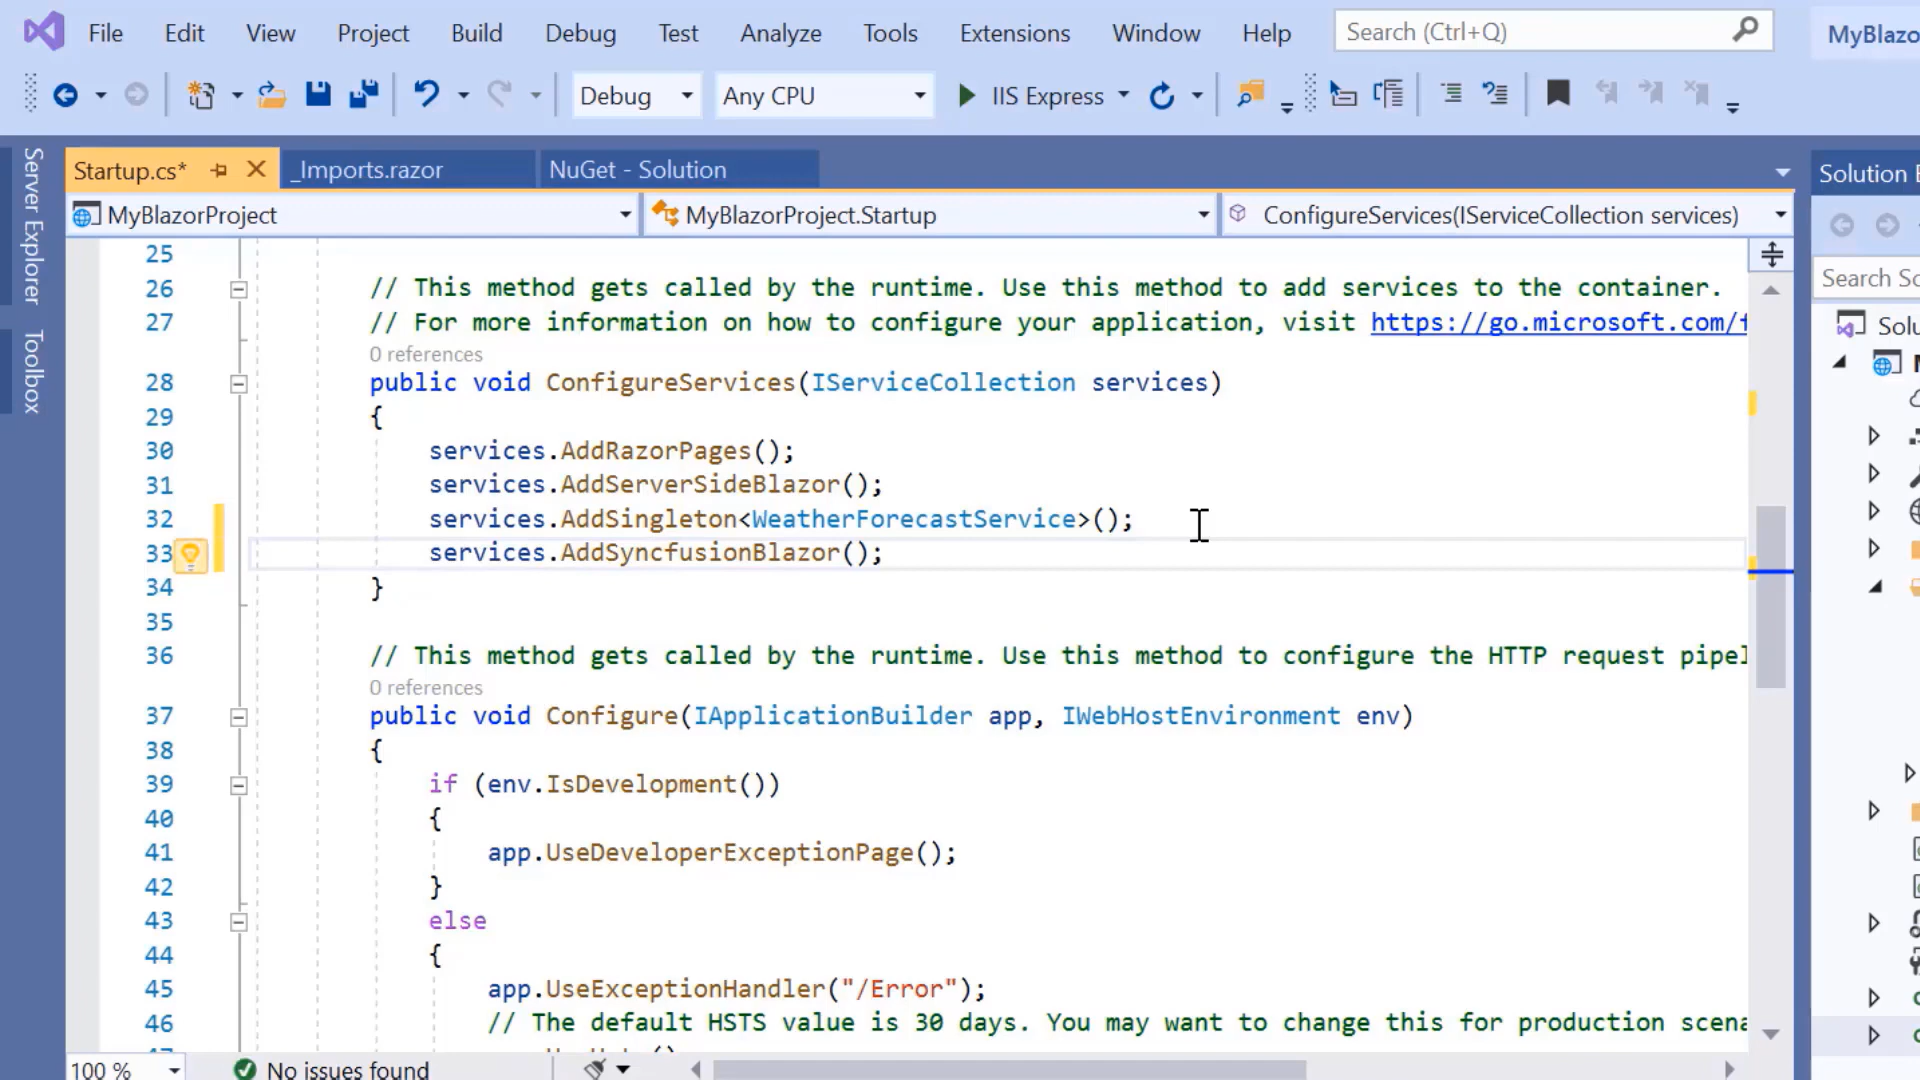 File Edit View Project Build Debug Test Analyze Tools Extensions Window Help Search (Ctrl+Q) MyBlazo
Debug Any CPU IIS Express
Startup.cs* _Imports.razor NuGet - Solution Solution E
MyBlazorProject MyBlazorProject.Startup ConfigureServices(IServiceCollection services)
Server Explorer
Toolbox
Search So
Solu
25
26 // This method gets called by the runtime. Use this method to add services to the container.
27 // For more information on how to configure your application, visit https://go.microsoft.com/f
0 references
28 public void ConfigureServices(IServiceCollection services)
29 {
30 services.AddRazorPages();
31 services.AddServerSideBlazor();
32 services.AddSingleton<WeatherForecastService>();
33 services.AddSyncfusionBlazor();
34 }
35
36 // This method gets called by the runtime. Use this method to configure the HTTP request pipel
0 references
37 public void Configure(IApplicationBuilder app, IWebHostEnvironment env)
38 {
39 if (env.IsDevelopment())
40 {
41 app.UseDeveloperExceptionPage();
42 }
43 else
44 {
45 app.UseExceptionHandler("/Error");
46 // The default HSTS value is 30 days. You may want to change this for production scena
100 % No issues found